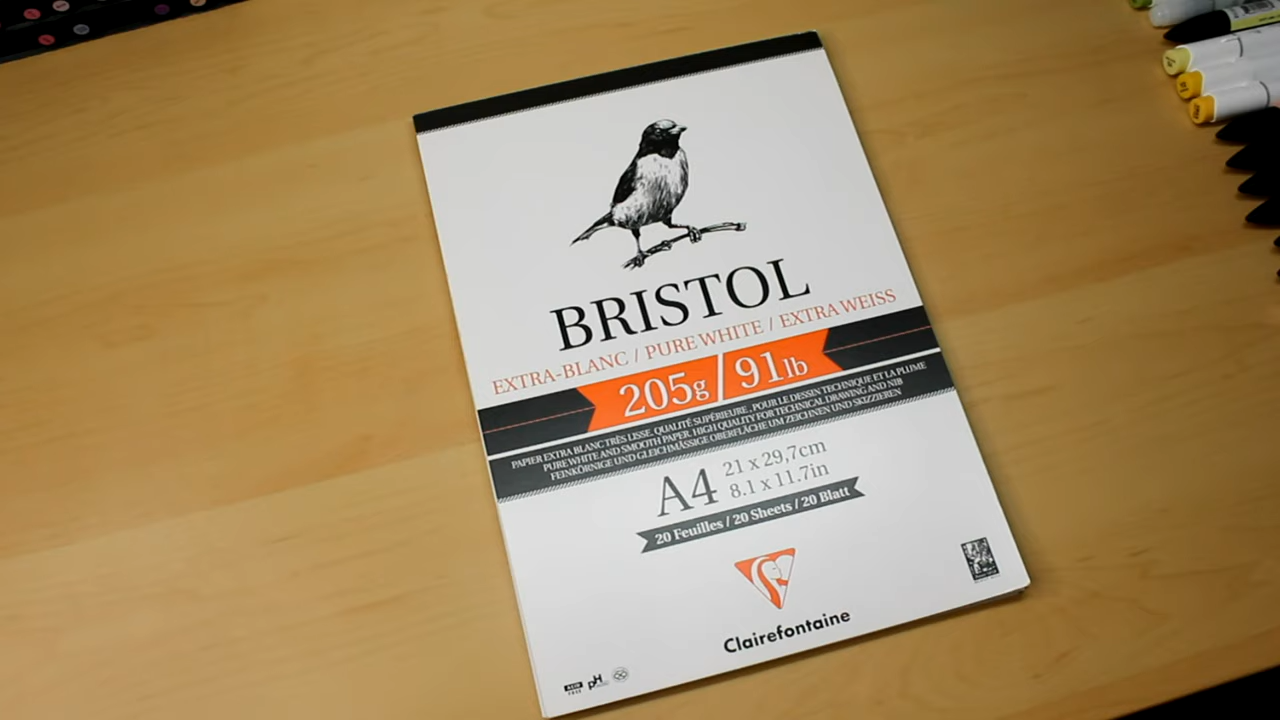 BRISTOL
EXTRA-BLANC / PURE WHITE / EXTRA WEISS
205g / 91lb
PAPIER EXTRA BLANC TRÈS LISSE. QUALITÉ SUPÉRIEURE, POUR LE DESSIN TECHNIQUE ET LA PLUME
PURE WHITE AND SMOOTH PAPER. HIGH QUALITY FOR TECHNICAL DRAWING AND NIB
FEINKÖRNIGE UND GLEICHMÄSSIGE OBERFLÄCHE UM ZEICHNEN UND SKIZZIEREN
A4 21 x 29,7cm
8.1 x 11.7in
20 Feuilles / 20 Sheets / 20 Blatt
Clairefontaine
ACID FREE
pH